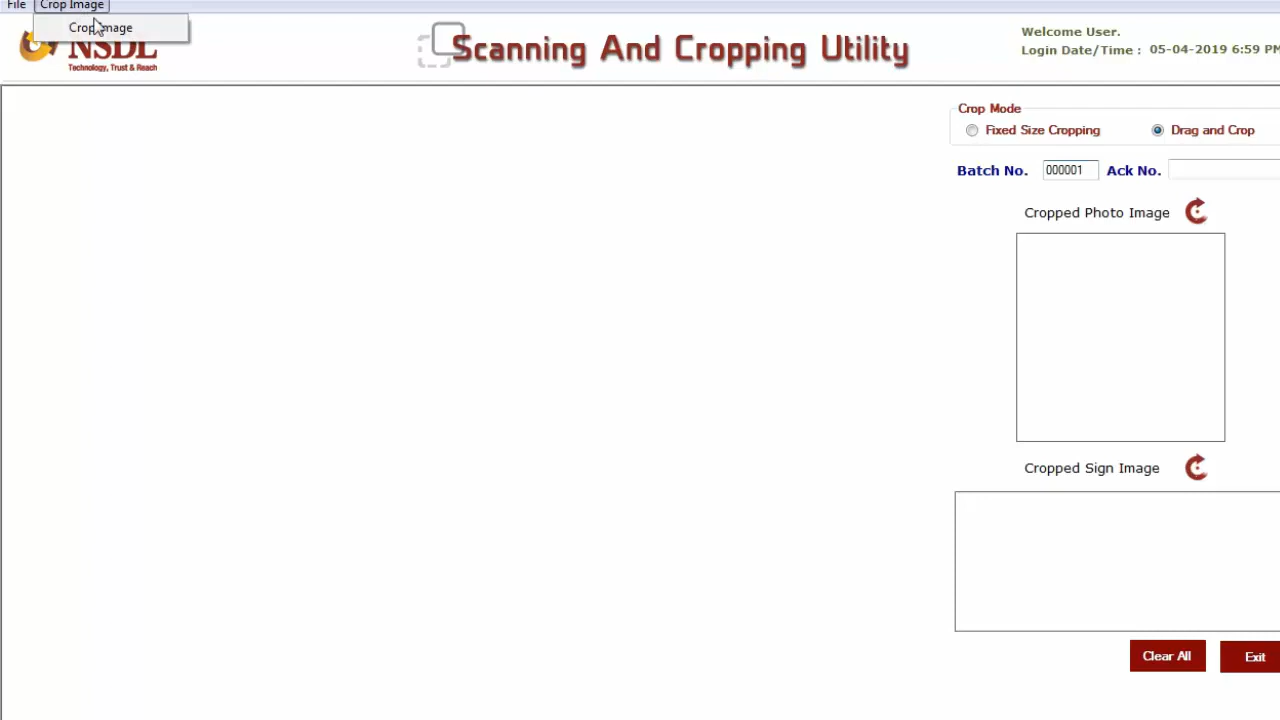 File Crop Image
Crop Image
NSDL
Technology, Trust & Reach
Scanning And Cropping Utility
Welcome User.
Login Date/Time : 05-04-2019 6:59 PM
Crop Mode
Fixed Size Cropping Drag and Crop
Batch No. 000001 Ack No.
Cropped Photo Image
Cropped Sign Image
Clear All Exit